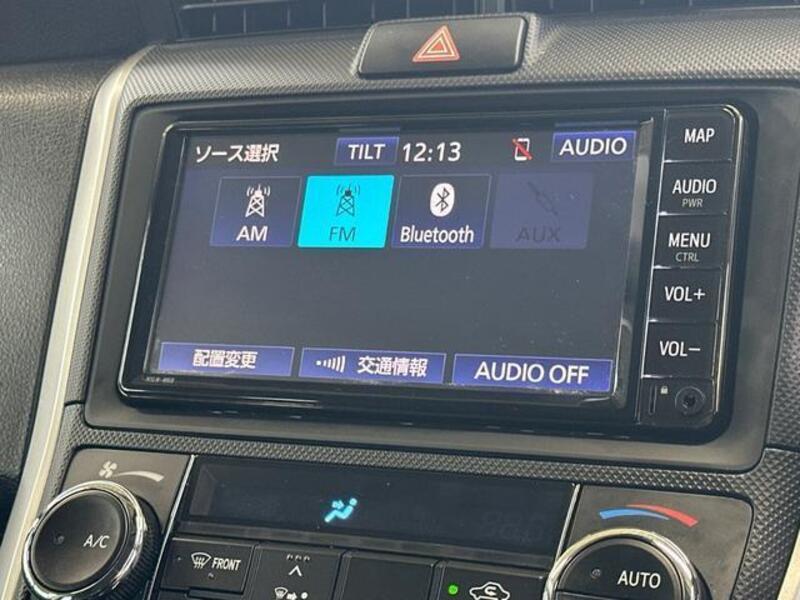 ソース選択 TILT 12:13 AUDIO
AM FM Bluetooth AUX
配置変更 交通情報 AUDIO OFF
MAP
AUDIO
PWR
MENU
CTRL
VOL+
VOL-
A/C
FRONT
AUTO